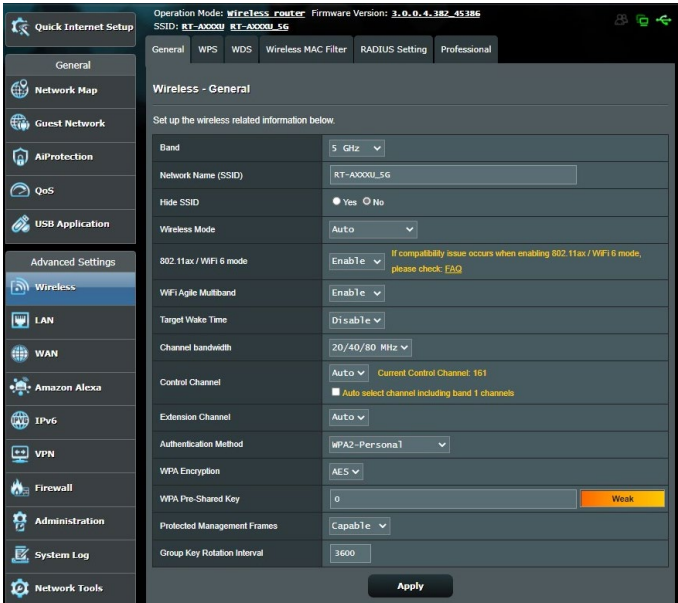 Quick Internet Setup
General
Network Map
Guest Network
AiProtection
QoS
USB Application
Advanced Settings
Wireless
LAN
WAN
Amazon Alexa
IPv6
VPN
Firewall
Administration
System Log
Network Tools
Operation Mode: Wireless router Firmware Version: 3.0.0.4.382_45386
SSID: RT-AXXXU RT-AXXXU_5G
General WPS WDS Wireless MAC Filter RADIUS Setting Professional
Wireless - General
Set up the wireless related information below.
Band 5 GHz
Network Name (SSID) RT-AXXXU_5G
Hide SSID Yes No
Wireless Mode Auto
802.11ax / WiFi 6 mode Enable If compatibility issue occurs when enabling 802.11ax / WiFi 6 mode,
please check: FAQ
WiFi Agile Multiband Enable
Target Wake Time Disable
Channel bandwidth 20/40/80 MHz
Control Channel Auto Current Control Channel: 161
Auto select channel including band 1 channels
Extension Channel Auto
Authentication Method WPA2-Personal
WPA Encryption AES
WPA Pre-Shared Key 0 Weak
Protected Management Frames Capable
Group Key Rotation Interval 3600
Apply